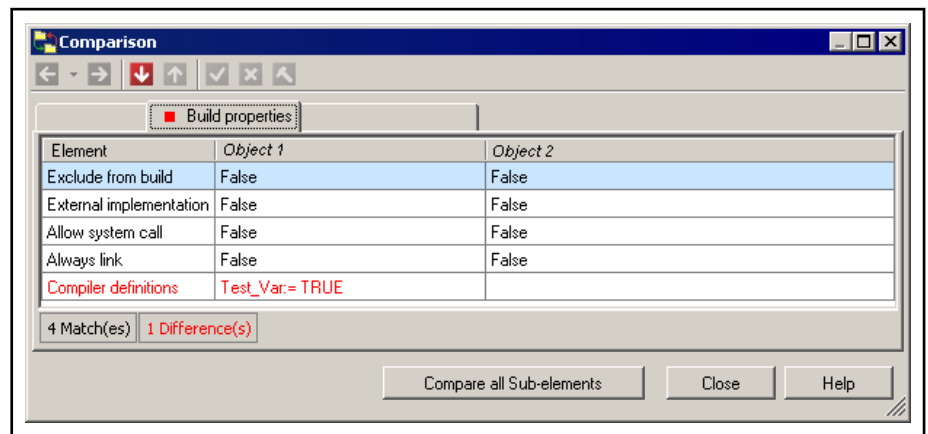 Comparison
Build properties
Element Object 1 Object 2
Exclude from build False False
External implementation False False
Allow system call False False
Always link False False
Compiler definitions Test_Var:= TRUE
4 Match(es) 1 Difference(s)
Compare all Sub-elements Close Help